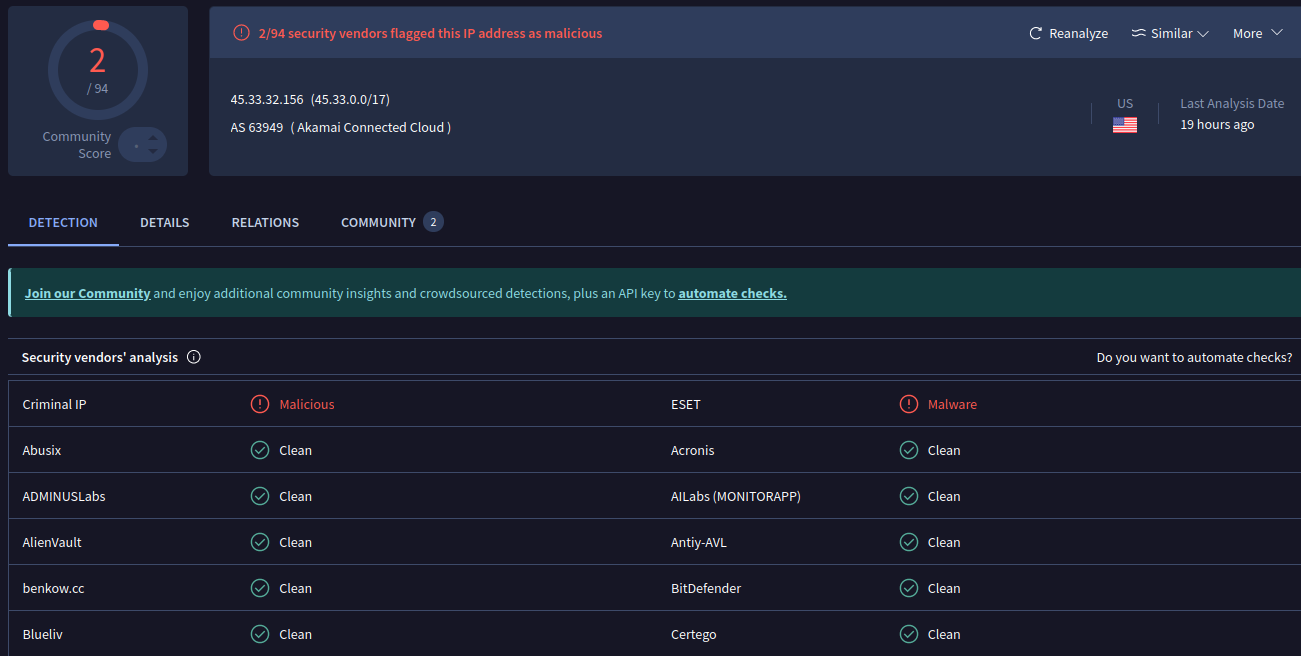 2
/ 94
Community
Score
2/94 security vendors flagged this IP address as malicious
Reanalyze
Similar
More
45.33.32.156 (45.33.0.0/17)
AS 63949 ( Akamai Connected Cloud )
US
Last Analysis Date
19 hours ago
DETECTION
DETAILS
RELATIONS
COMMUNITY 2
Join our Community and enjoy additional community insights and crowdsourced detections, plus an API key to automate checks.
Security vendors' analysis
Do you want to automate checks?
Criminal IP Malicious ESET Malware
Abusix Clean Acronis Clean
ADMINUSLabs Clean AILabs (MONITORAPP) Clean
AlienVault Clean Antiy-AVL Clean
benkow.cc Clean BitDefender Clean
Blueliv Clean Certego Clean